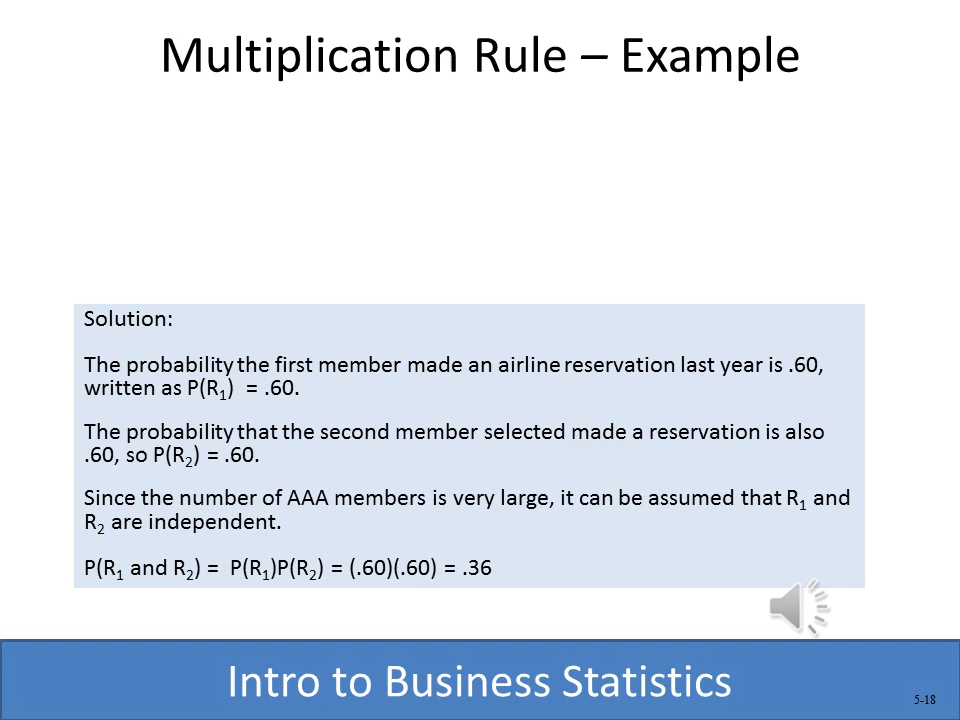 Multiplication Rule – Example
Solution:
The probability the first member made an airline reservation last year is .60,
written as P(R₁) = .60.
The probability that the second member selected made a reservation is also
.60, so P(R₂) = .60.
Since the number of AAA members is very large, it can be assumed that R₁ and
R₂ are independent.
P(R₁ and R₂) = P(R₁)P(R₂) = (.60)(.60) = .36
Intro to Business Statistics
5-18